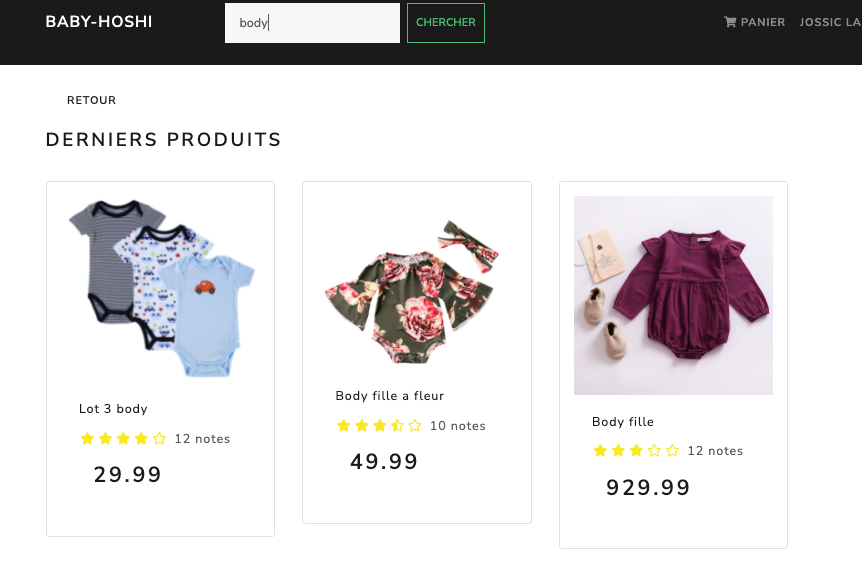 BABY-HOSHI
body
CHERCHER
PANIER
JOSSIC LA
RETOUR
DERNIERS PRODUITS
Lot 3 body
12 notes
29.99
Body fille a fleur
10 notes
49.99
Body fille
12 notes
929.99